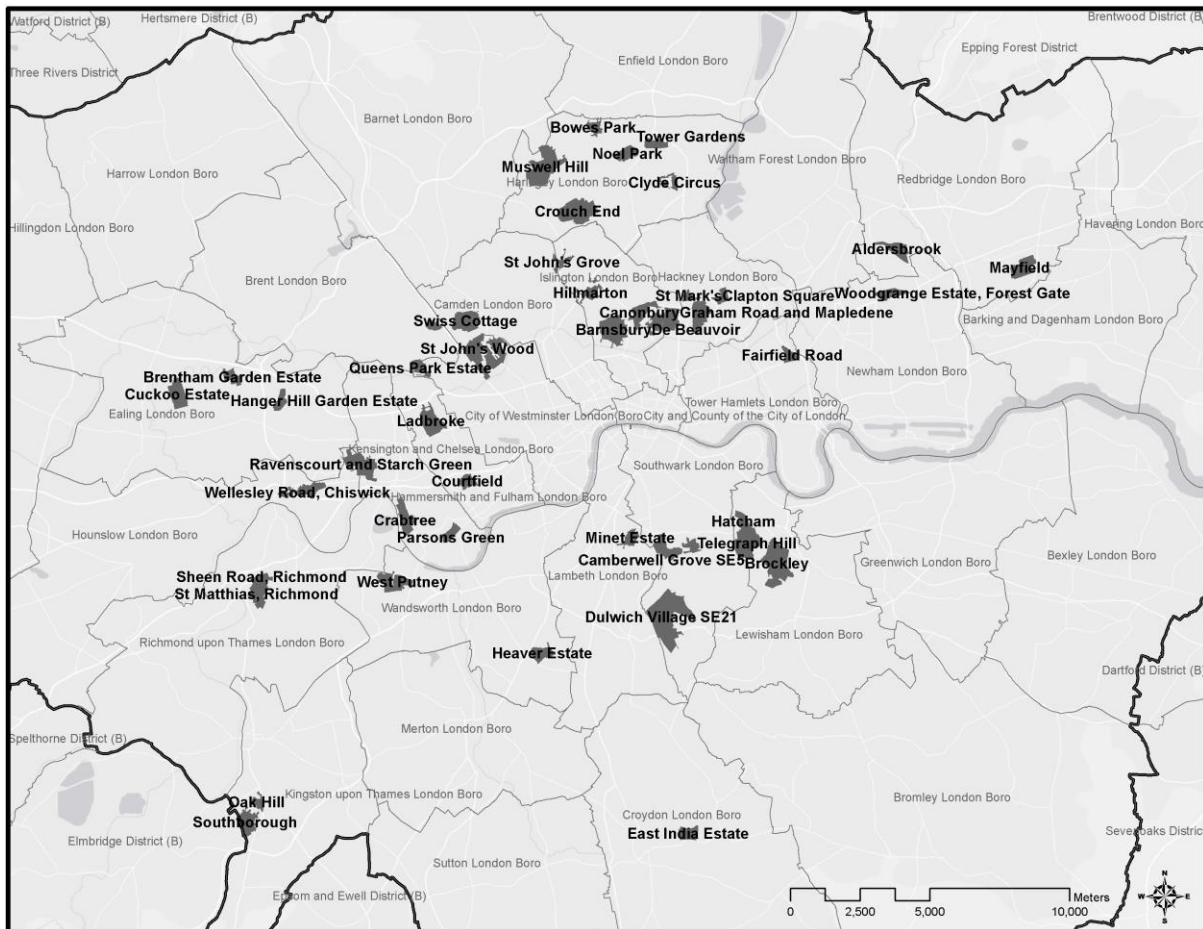 Watford District (B)
Hertsmere District (B)
Brentwood District (B)
Three Rivers District
Epping Forest District
Enfield London Boro
Barnet London Boro
Bowes Park
Tower Gardens
Noel Park
Waltham Forest London Boro
Muswell Hill
Harrow London Boro
Haringey London Boro
Clyde Circus
Redbridge London Boro
Crouch End
Hillingdon London Boro
Havering London Boro
Aldersbrook
St John's Grove
Mayfield
Brent London Boro
Islington London Boro
Hackney London Boro
Hillmarton
St Mark's
Clapton Square
Woodgrange Estate, Forest Gate
Camden London Boro
Canonbury
Graham Road and Mapledene
Swiss Cottage
Barking and Dagenham London Boro
Barnsbury
De Beauvoir
St John's Wood
Fairfield Road
Queens Park Estate
Newham London Boro
Brentham Garden Estate
Cuckoo Estate
Hanger Hill Garden Estate
Tower Hamlets London Boro
Ealing London Boro
Ladbroke
City of Westminster London Boro
City and County of the City of London
Kensington and Chelsea London Boro
Ravenscourt and Starch Green
Southwark London Boro
Courtfield
Wellesley Road, Chiswick
Hammersmith and Fulham London Boro
Crabtree
Hatcham
Hounslow London Boro
Parsons Green
Minet Estate
Telegraph Hill
Camberwell Grove SE5
Brockley
Greenwich London Boro
Bexley London Boro
Sheen Road, Richmond
West Putney
Lambeth London Boro
St Matthias, Richmond
Wandsworth London Boro
Dulwich Village SE21
Richmond upon Thames London Boro
Lewisham London Boro
Heaver Estate
Dartford District (B)
Merton London Boro
Spelthorne District (B)
Oak Hill
Kingston upon Thames London Boro
Bromley London Boro
Southborough
Croydon London Boro
East India Estate
Elmbridge District (B)
Sevenoaks District
Sutton London Boro
Epsom and Ewell District (B)
Meters
0
2,500
5,000
10,000
N
W
E
S